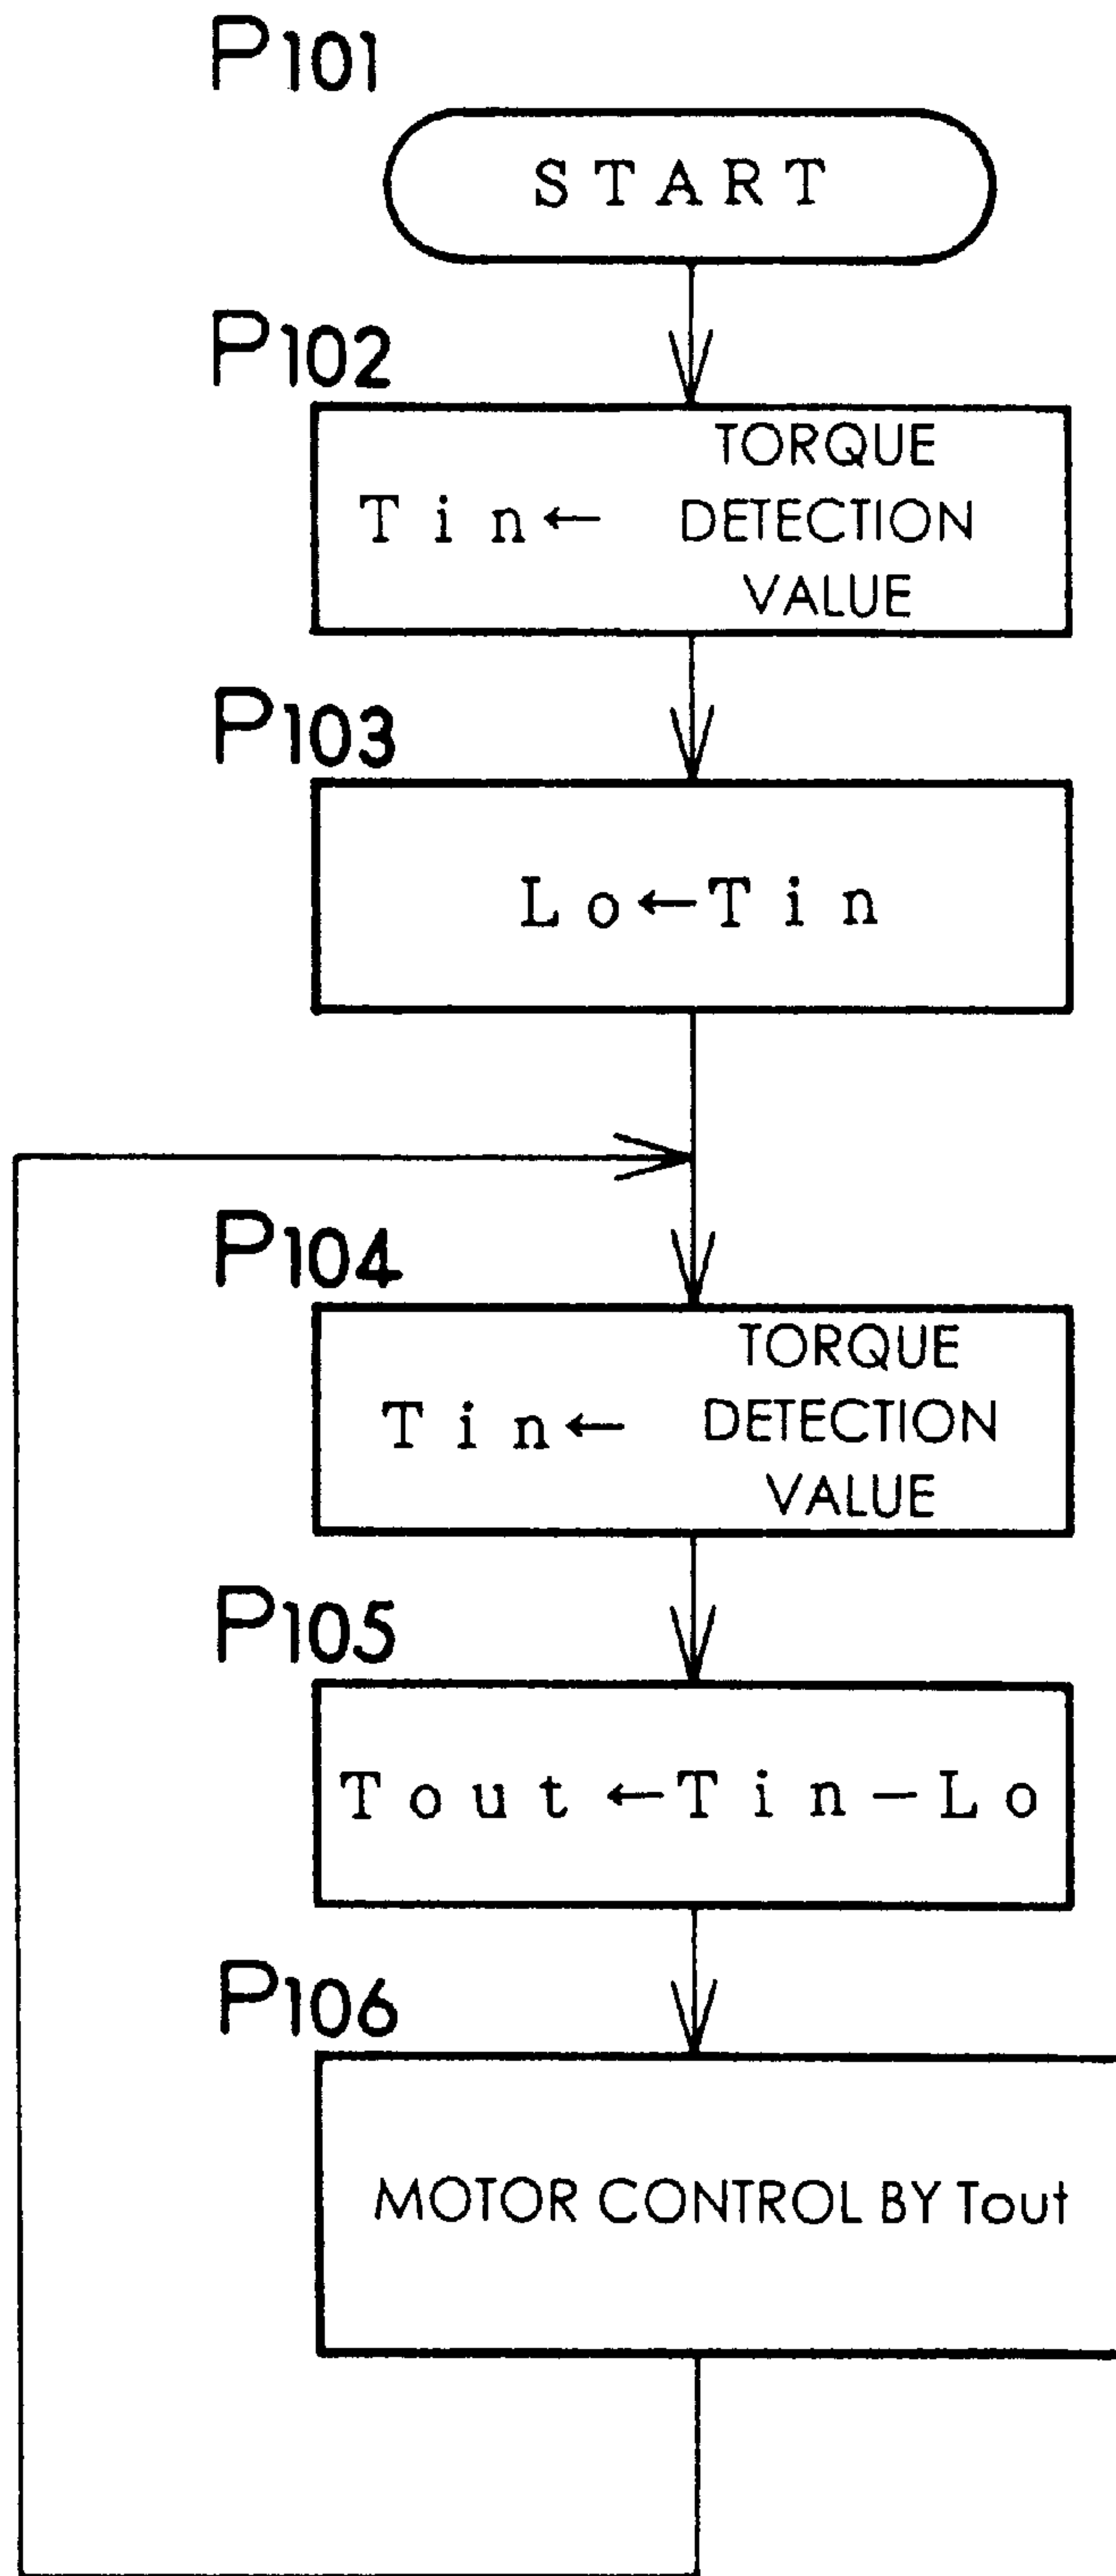 P101
START
P102
TORQUE
Tin← DETECTION
VALUE
P103
Lo←Tin
P104
TORQUE
Tin← DETECTION
VALUE
P105
Tout←Tin-Lo
P106
MOTOR CONTROL BY Tout